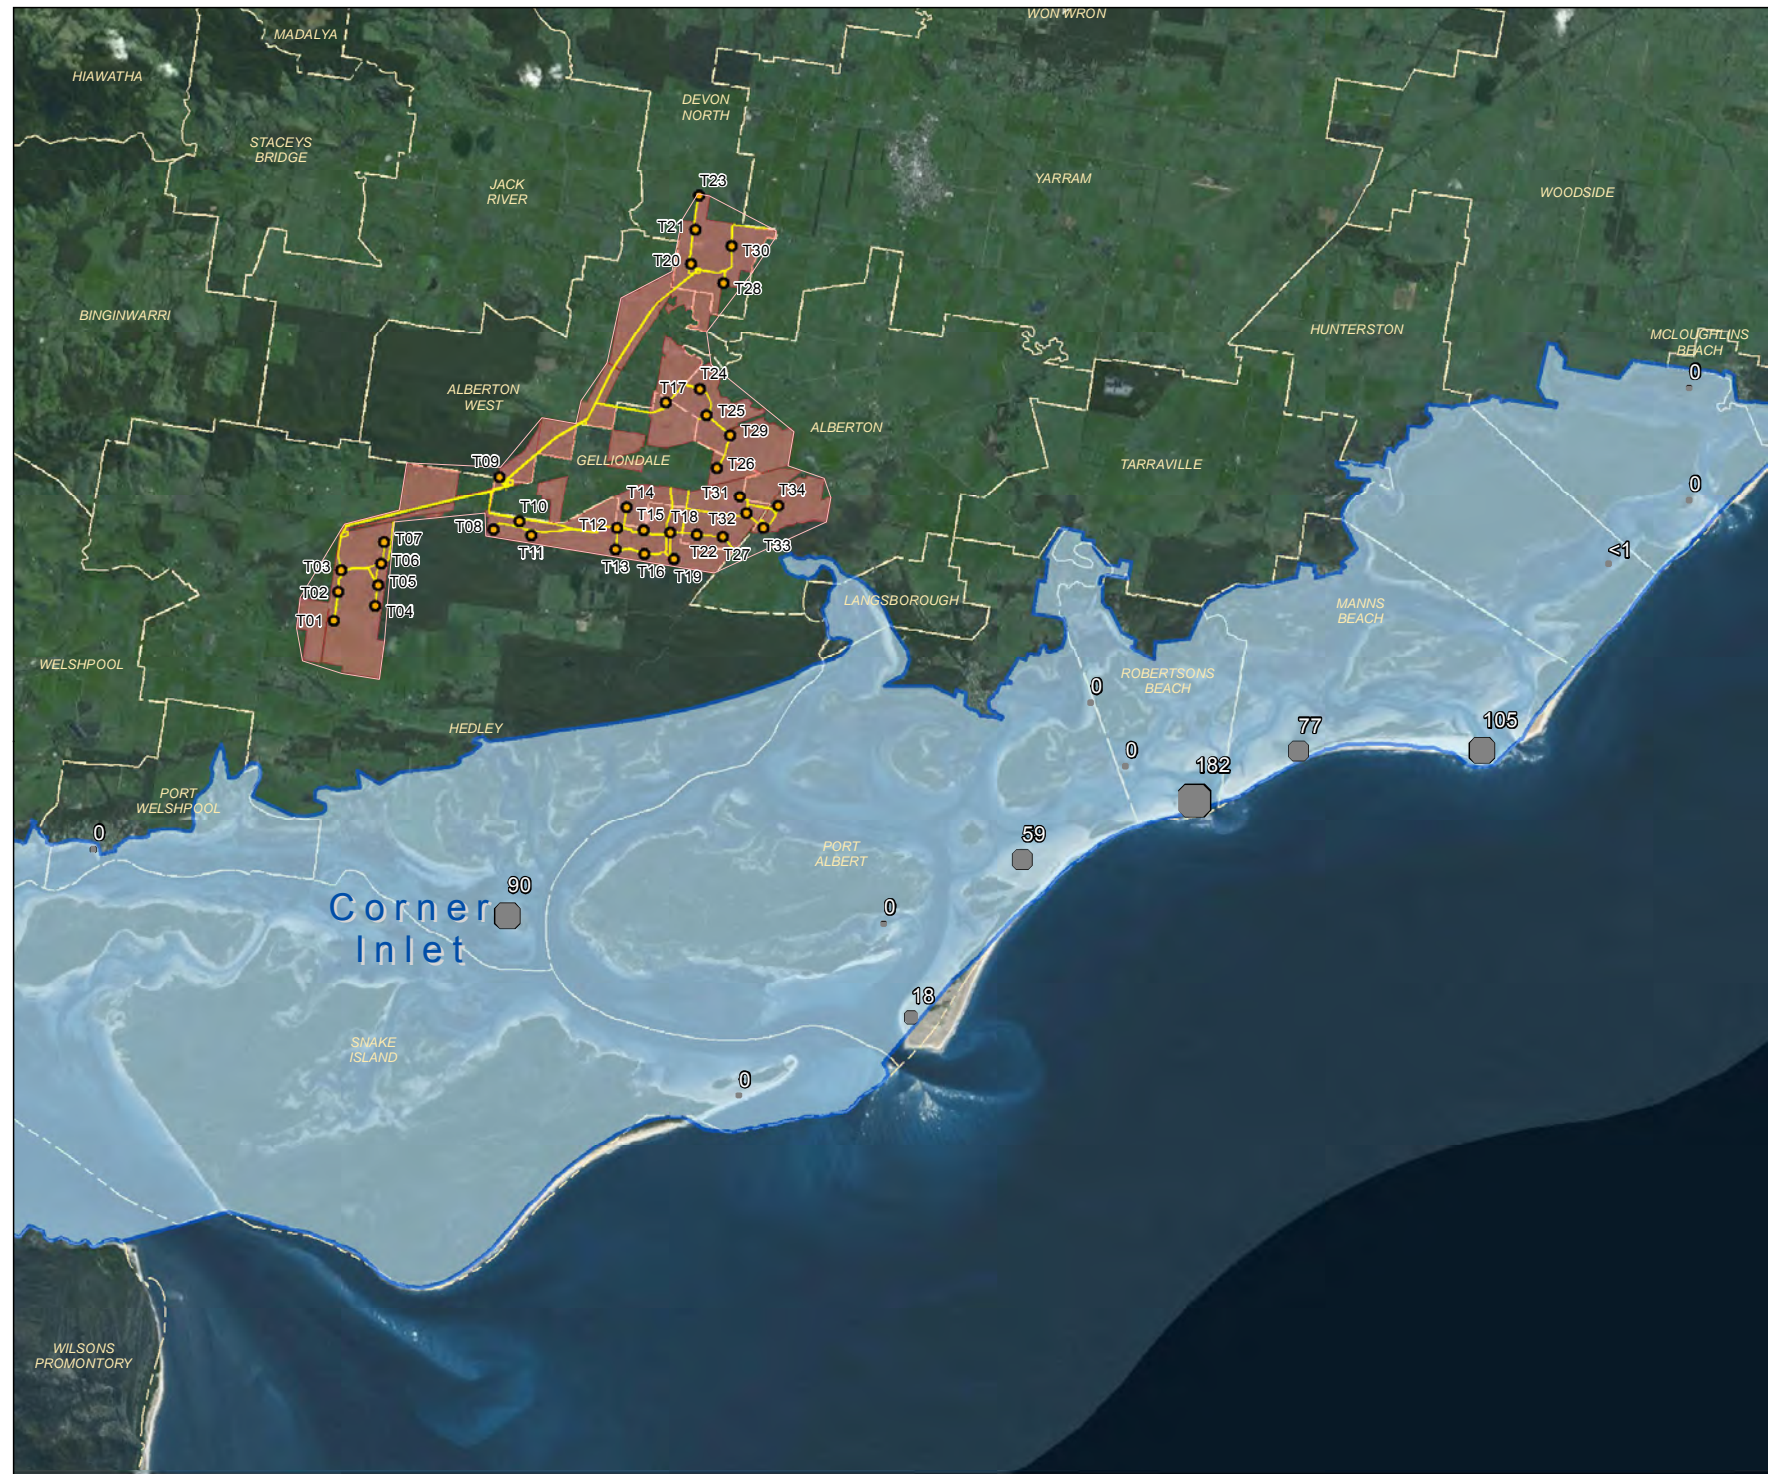 WON WRON
MADALYA
HIAWATHA
DEVON
NORTH
STACEYS
BRIDGE
JACK
RIVER
YARRAM
WOODSIDE
T23
T21
T30
T20
T28
BINGINWARRI
HUNTERSTON
MCLOUGHLINS
BEACH
0
ALBERTON
WEST
T24
T17
T25
T29
ALBERTON
GELLIONDALE
T26
TARRAVILLE
T09
0
T14
T31
T34
T10
T08
T12
T15
T18
T32
T11
T22
T33
T07
T13
T16
T27
T19
<1
T06
T03
T05
T02
T04
T01
LANGSBOROUGH
MANNS
BEACH
WELSHPOOL
ROBERTSONS
BEACH
0
HEDLEY
77
105
0
182
PORT
WELSHPOOL
0
59
PORT
ALBERT
90
Corner
Inlet
0
18
SNAKE
ISLAND
0
WILSONS
PROMONTORY